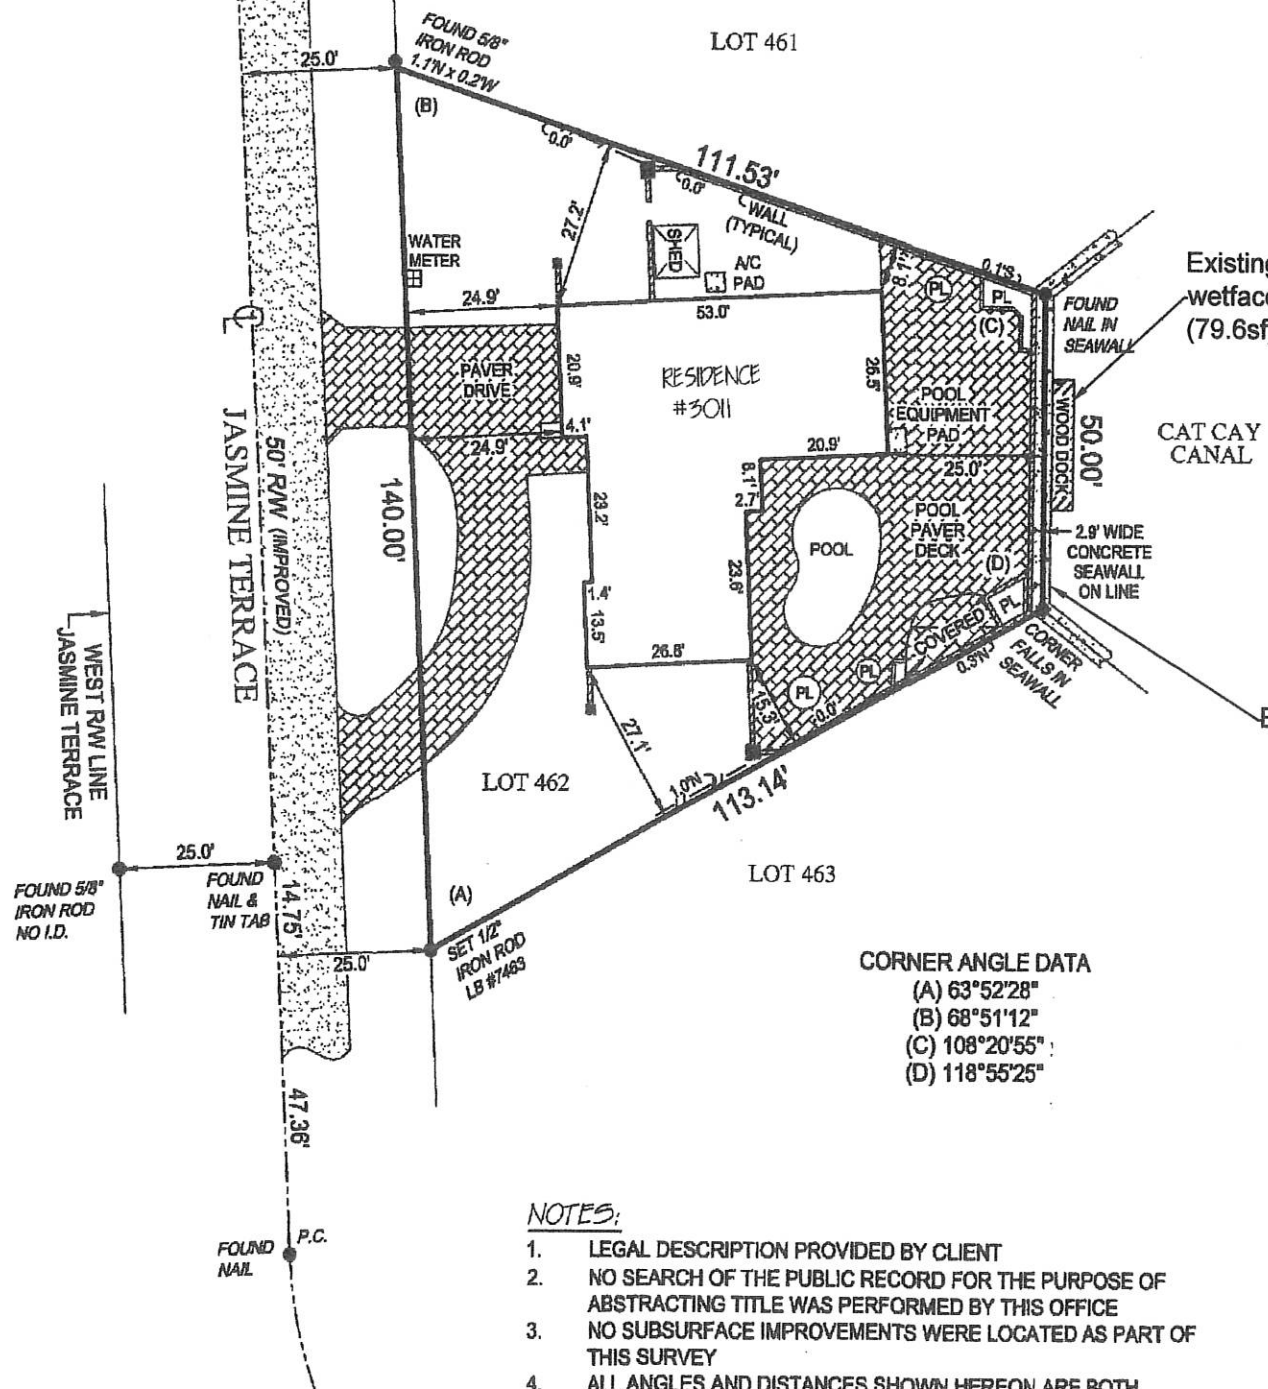 FOUND 5/8"
IRON ROD
1.1'N x 0.2'W
LOT 461
25.0'
(B)
0.0'
111.53'
0.0'
WALL
(TYPICAL)
27.2'
SHED
A/C
PAD
WATER
METER
8.1'
PL
0.1'S
PL
(C)
FOUND
NAIL IN
SEAWALL
Existing
wetface
(79.6sf
24.9'
53.0'
PAVER
DRIVE
20.9'
RESIDENCE
#3011
26.5'
POOL
EQUIPMENT
PAD
WOOD DOCK
50.00'
CAT CAY
CANAL
4.1'
24.9'
20.9'
25.0'
8.1'
2.7'
23.2'
POOL
POOL
PAVER
DECK
2.9' WIDE
CONCRETE
SEAWALL
ON LINE
(D)
C
L
JASMINE TERRACE
50' R/W (IMPROVED)
140.00'
1.4'
13.5'
23.6'
COVERED
PL
CORNER
FALLS IN
SEAWALL
0.3'N
26.8'
PL
PL
15.3'
0.0'
WEST R/W LINE
JASMINE TERRACE
27.1'
1.0'N
113.14'
LOT 462
LOT 463
25.0'
FOUND 5/8"
IRON ROD
NO I.D.
FOUND
NAIL &
TIN TAB
14.75'
(A)
25.0'
SET 1/2"
IRON ROD
LB #7463
CORNER ANGLE DATA
(A) 63°52'28"
(B) 68°51'12"
(C) 108°20'55"
(D) 118°55'25"
47.36'
FOUND
NAIL
P.C.
NOTES:
1. LEGAL DESCRIPTION PROVIDED BY CLIENT
2. NO SEARCH OF THE PUBLIC RECORD FOR THE PURPOSE OF
ABSTRACTING TITLE WAS PERFORMED BY THIS OFFICE
3. NO SUBSURFACE IMPROVEMENTS WERE LOCATED AS PART OF
THIS SURVEY
4. ALL ANGLES AND DISTANCES SHOWN HEREON ARE BOTH